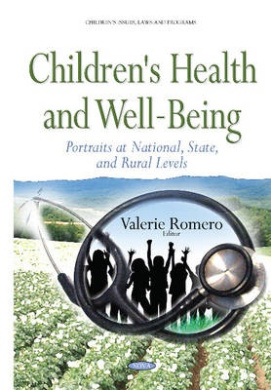 CHILDREN'S ISSUES, LAWS AND PROGRAMS
Children's Health
and Well-Being
Portraits at National, State,
and Rural Levels
Valerie Romero
Editor
NOVA